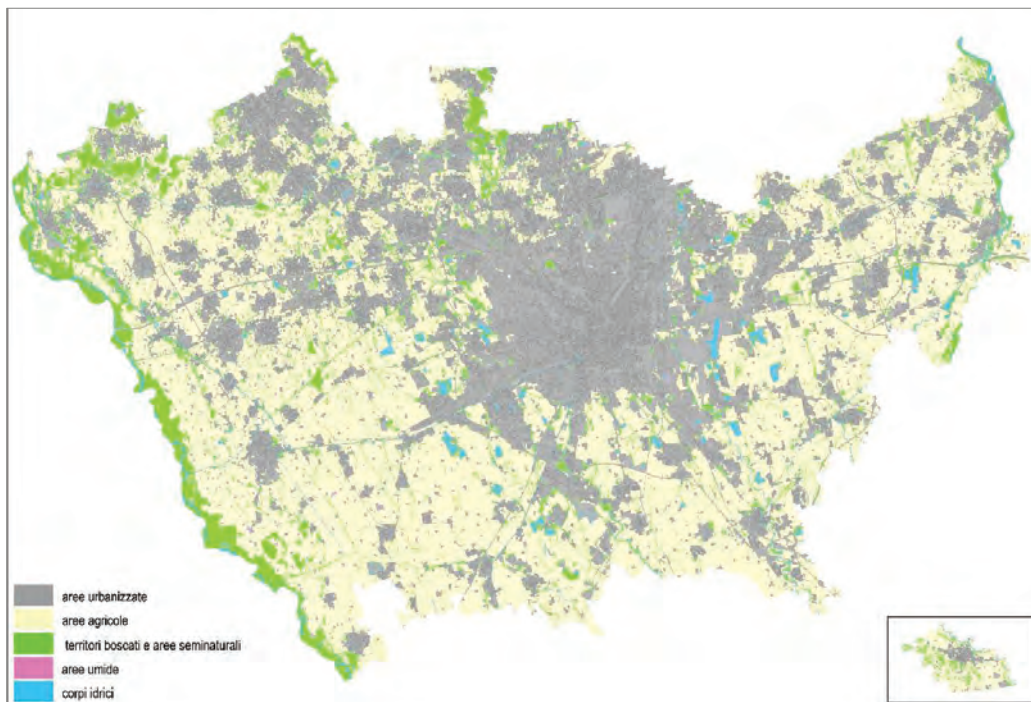 aree urbanizzate
aree agricole
territori boscati e aree seminaturali
aree umide
corpi idrici